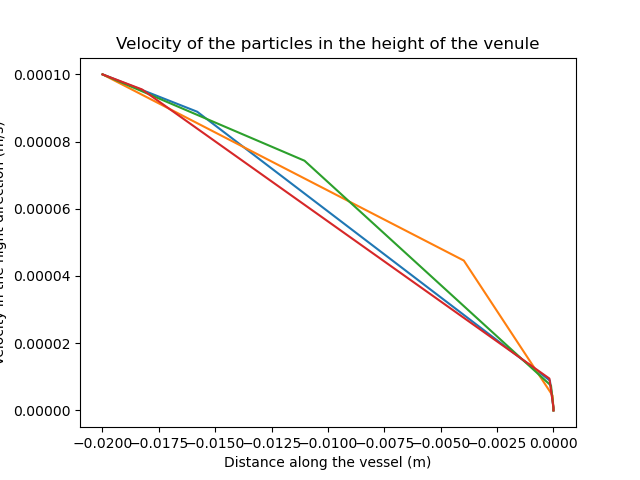 Velocity of the particles in the height of the venule
0.00010
0.00008
0.00006
0.00004
0.00002
0.00000
−0.0200 −0.0175 −0.0150 −0.0125 −0.0100 −0.0075 −0.0050 −0.0025 0.0000
Distance along the vessel (m)